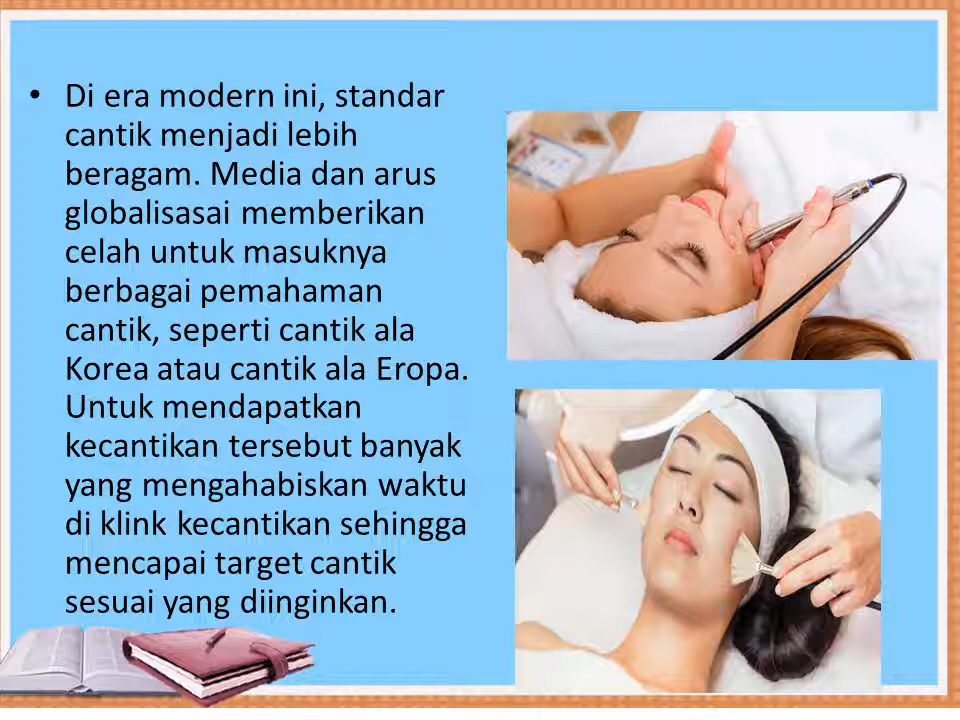 • Di era modern ini, standar
cantik menjadi lebih
beragam. Media dan arus
globalisasai memberikan
celah untuk masuknya
berbagai pemahaman
cantik, seperti cantik ala
Korea atau cantik ala Eropa.
Untuk mendapatkan
kecantikan tersebut banyak
yang mengahabiskan waktu
di klink kecantikan sehingga
mencapai target cantik
sesuai yang diinginkan.